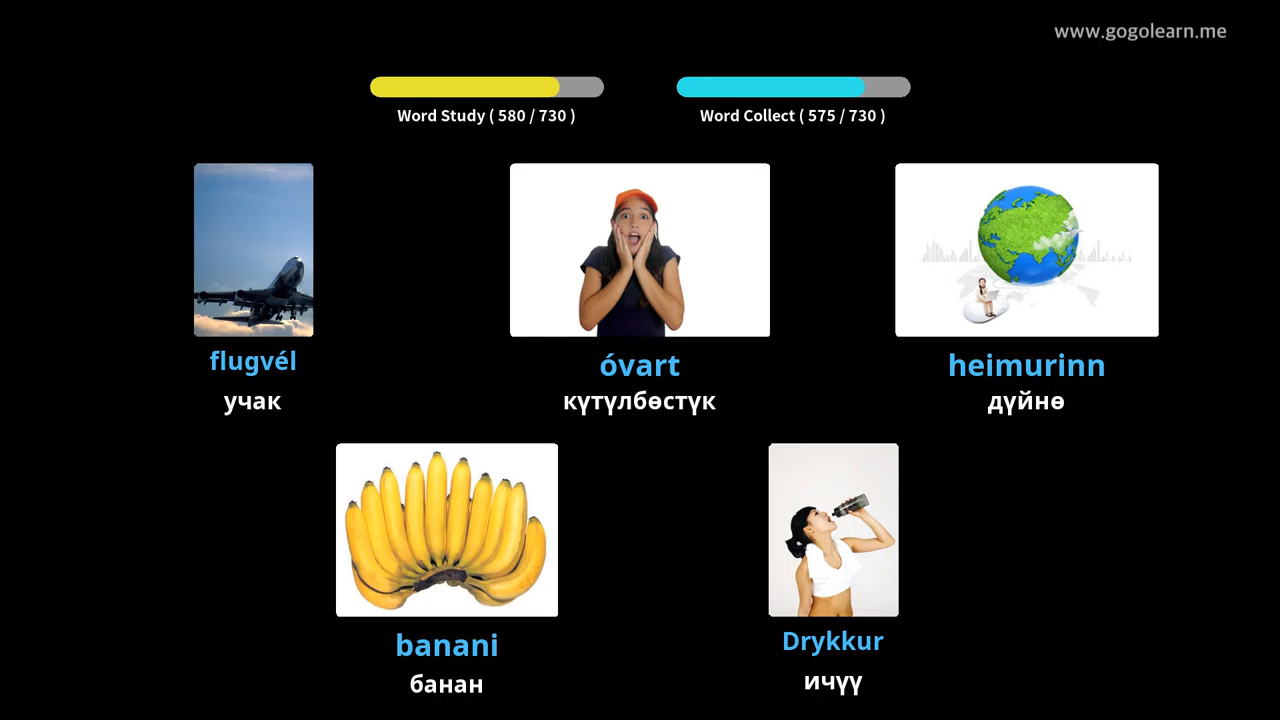 www.gogolearn.me
Word Study ( 580 / 730 )
Word Collect ( 575 / 730 )
flugvél
учак
óvart
күтүлбөстүк
heimurinn
дүйнө
banani
банан
Drykkur
ичүү